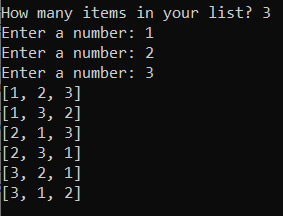 How many items in your list? 3
Enter a number: 1
Enter a number: 2
Enter a number: 3
[1, 2, 3]
[1, 3, 2]
[2, 1, 3]
[2, 3, 1]
[3, 2, 1]
[3, 1, 2]